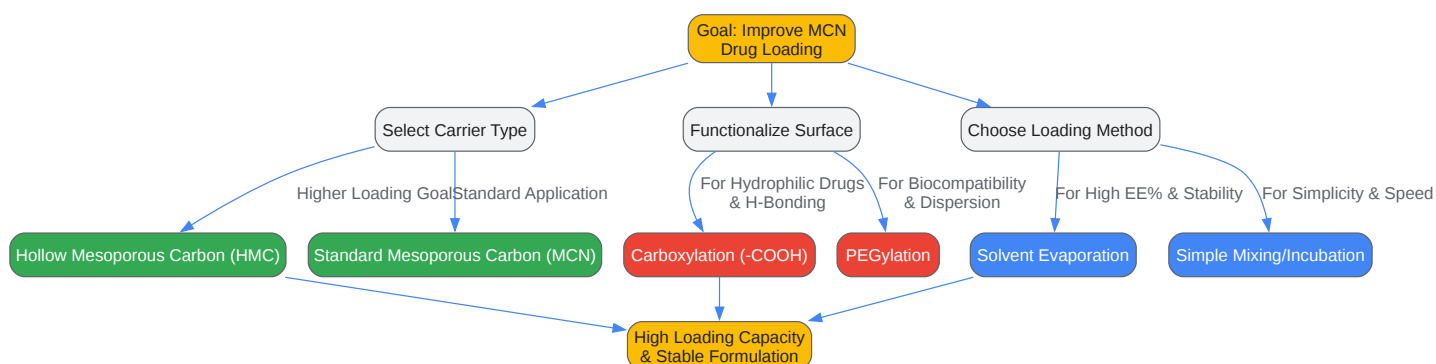 Goal: Improve MCN
Drug Loading
Select Carrier Type
Functionalize Surface
Choose Loading Method
Higher Loading Goal
Standard Application
For Hydrophilic Drugs
& H-Bonding
For Biocompatibility
& Dispersion
For High EE% & Stability
For Simplicity & Speed
Hollow Mesoporous Carbon (HMC)
Standard Mesoporous Carbon (MCN)
Carboxylation (-COOH)
PEGylation
Solvent Evaporation
Simple Mixing/Incubation
High Loading Capacity
& Stable Formulation